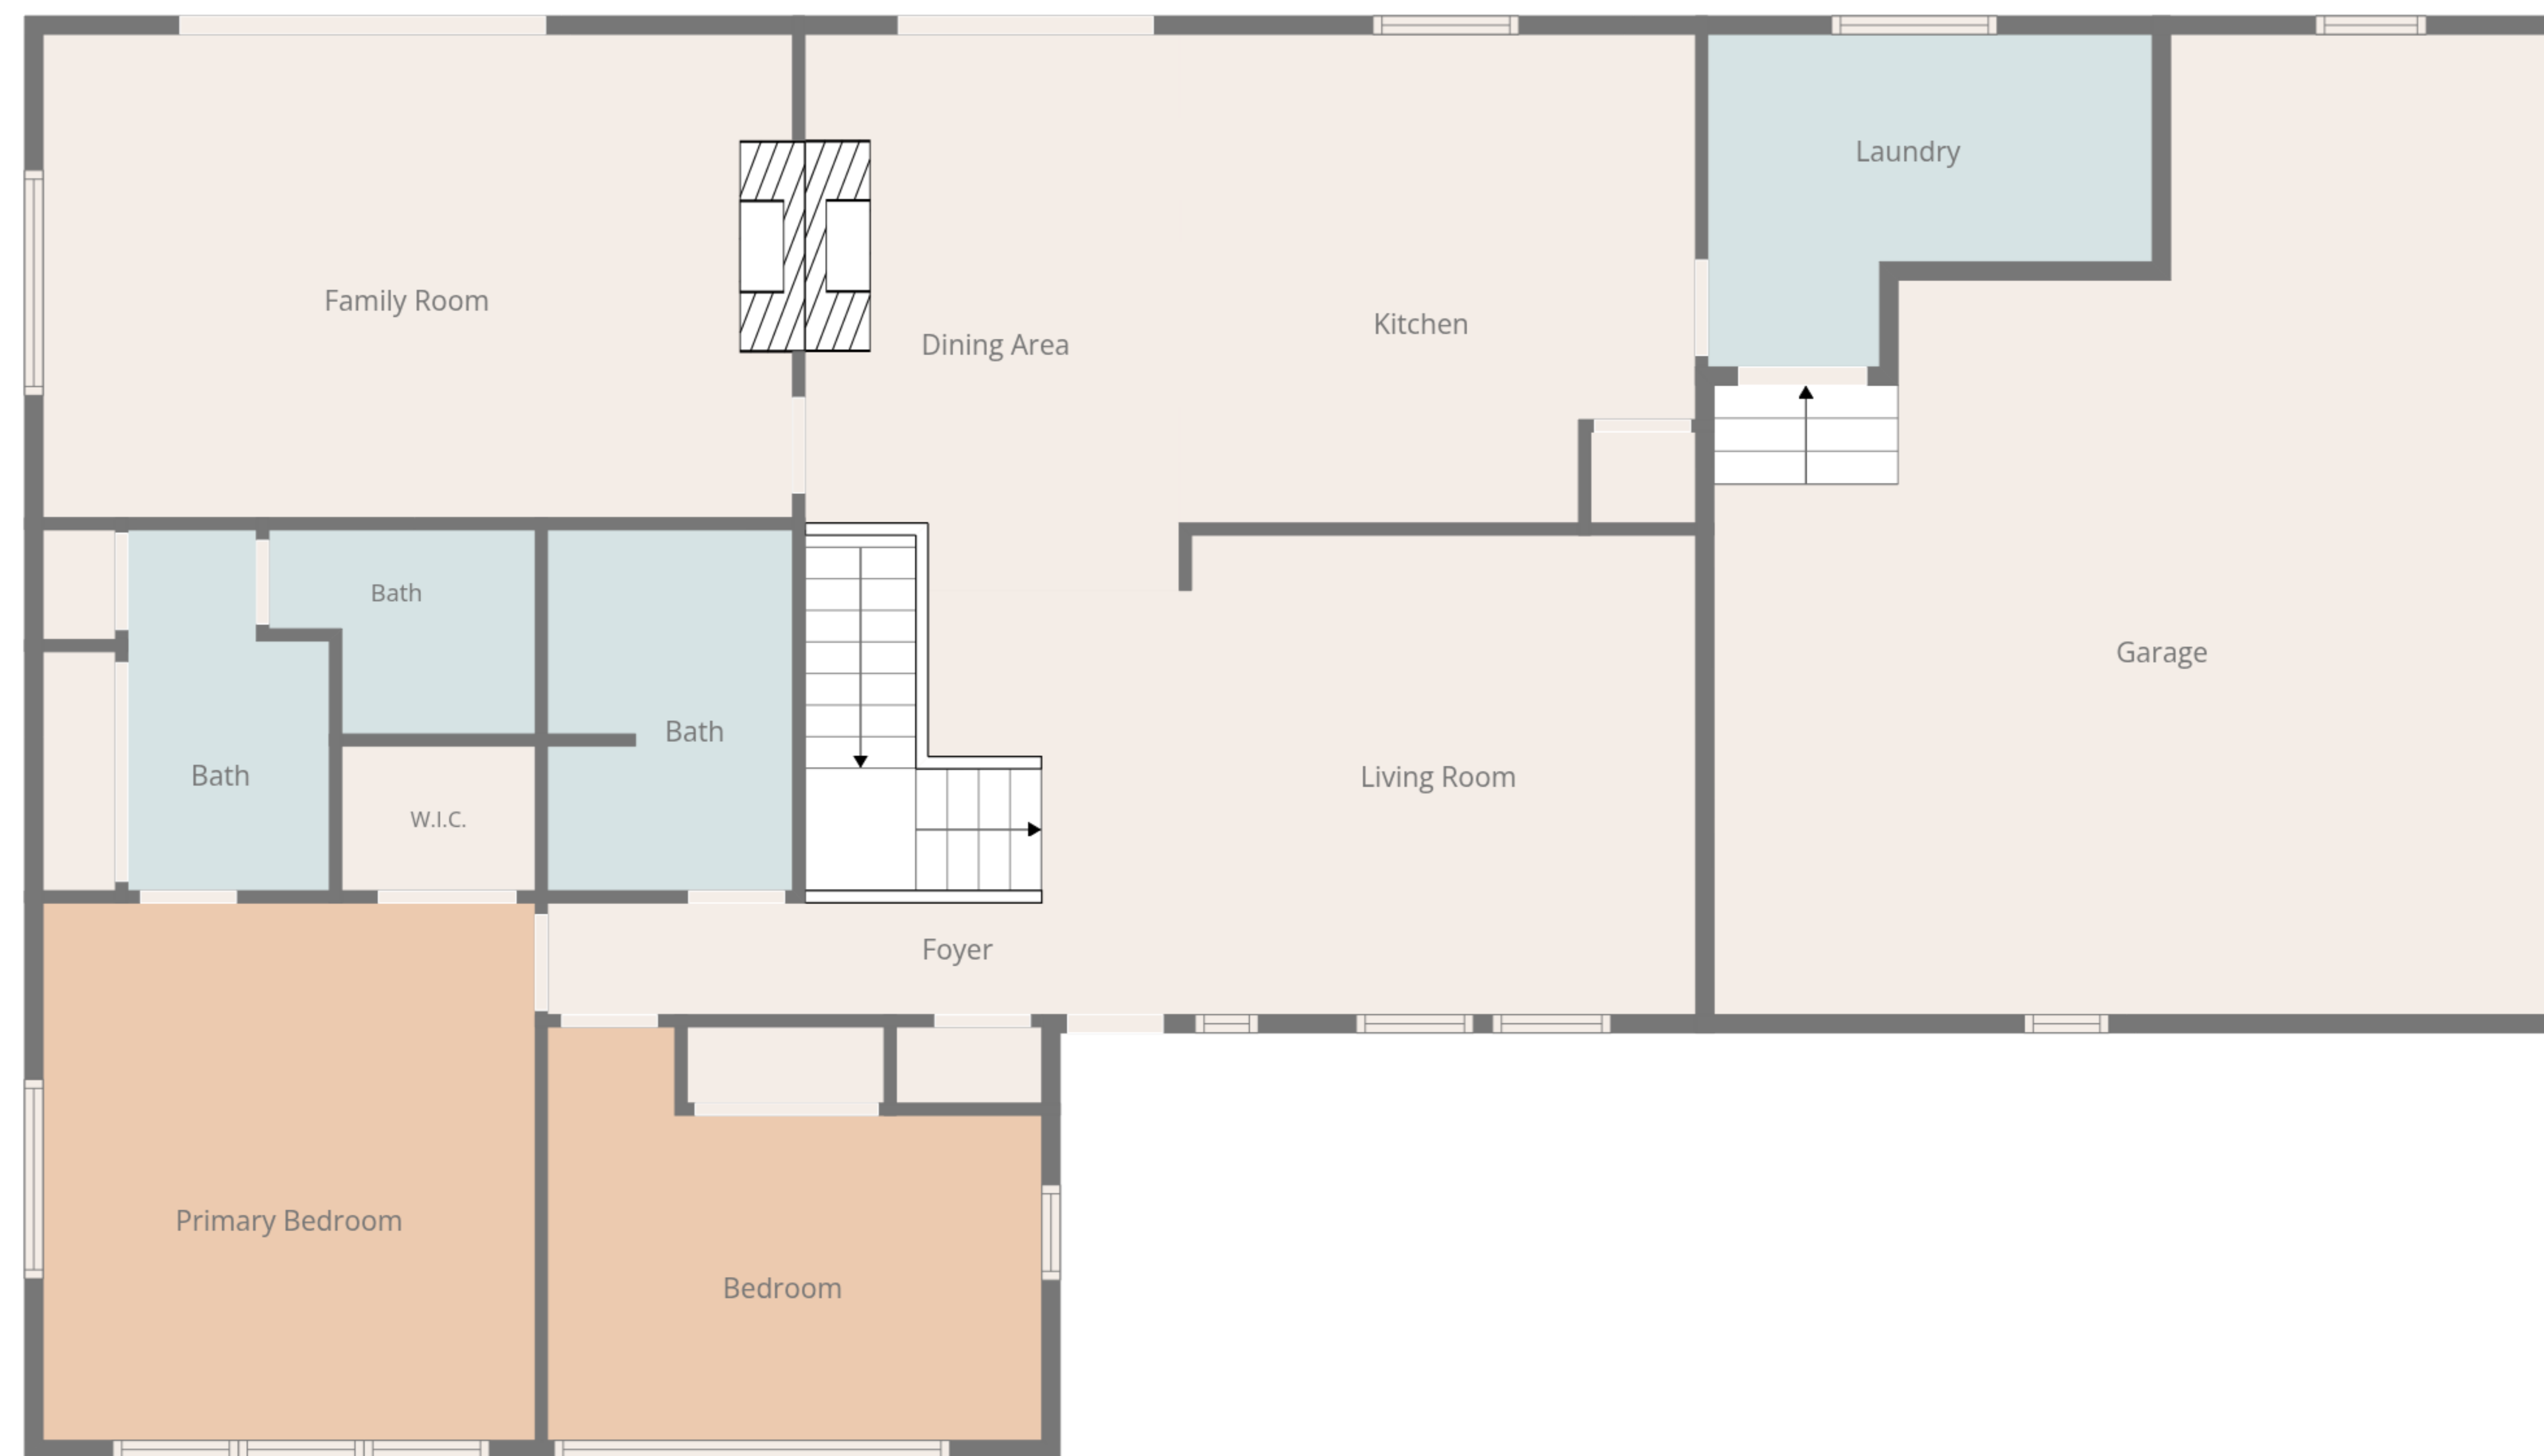 Laundry
Family Room
Kitchen
Dining Area
Bath
Garage
Bath
Bath
Living Room
W.I.C.
Foyer
Primary Bedroom
Bedroom